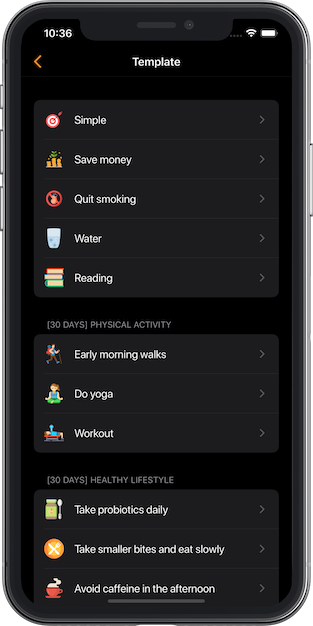 10:36
Template
Simple
Save money
Quit smoking
Water
Reading
[30 DAYS] PHYSICAL ACTIVITY
Early morning walks
Do yoga
Workout
[30 DAYS] HEALTHY LIFESTYLE
Take probiotics daily
Take smaller bites and eat slowly
Avoid caffeine in the afternoon